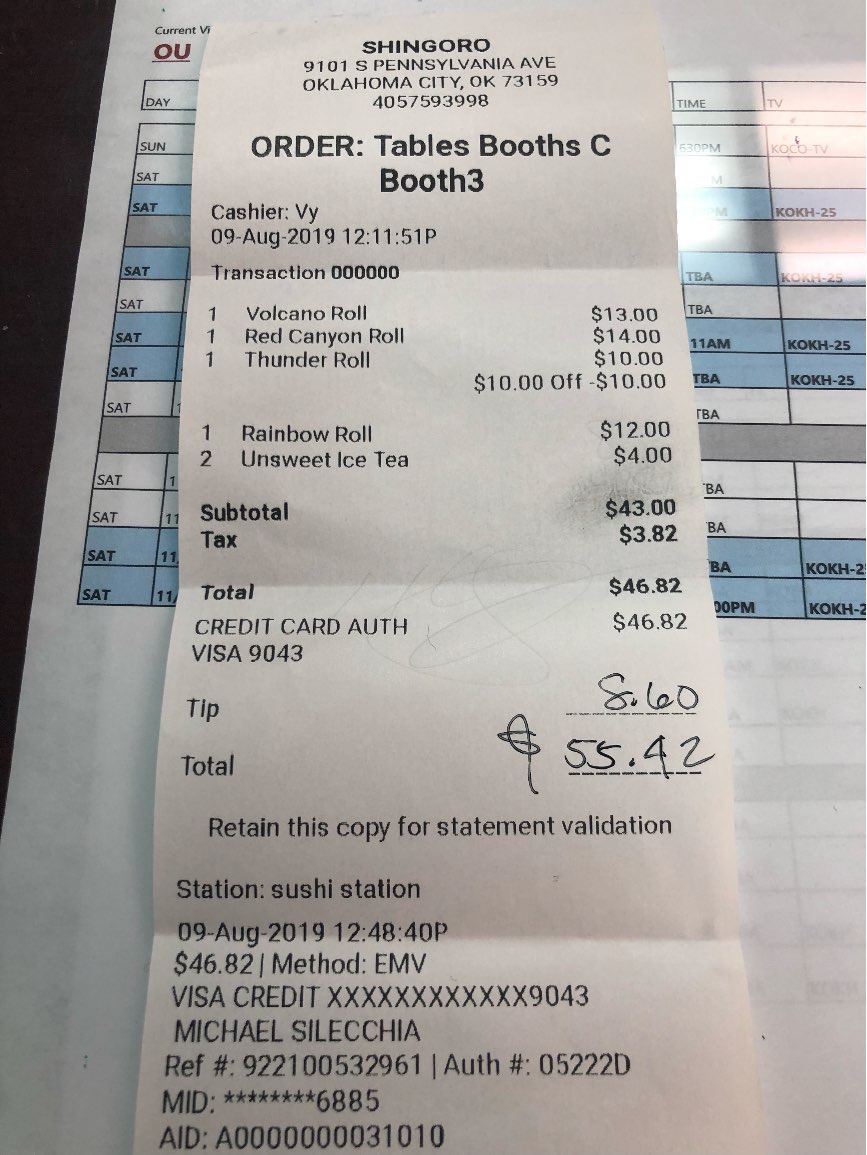 Current Vi
OU
DAY
TIME
TV
SUN
630PM
KOCO-TV
SAT
M
SAT
PM
KOKH-25
SAT
TBA
KOKH-25
SAT
TBA
SAT
11AM
KOKH-25
SAT
TBA
KOKH-25
SAT
1
TBA
SAT
1
BA
SAT
11
BA
SAT
11
BA
KOKH-2
SAT
11/
00PM
KOKH-2
SHINGORO
9101 S PENNSYLVANIA AVE
OKLAHOMA CITY, OK 73159
4057593998
ORDER: Tables Booths C
Booth3
Cashier: Vy
09-Aug-2019 12:11:51P
Transaction 000000
1 Volcano Roll $13.00
1 Red Canyon Roll $14.00
1 Thunder Roll $10.00
$10.00 Off -$10.00
1 Rainbow Roll $12.00
2 Unsweet Ice Tea $4.00
Subtotal $43.00
Tax $3.82
Total $46.82
CREDIT CARD AUTH $46.82
VISA 9043
Tip 8.60
Total $ 55.42
Retain this copy for statement validation
Station: sushi station
09-Aug-2019 12:48:40P
$46.82 | Method: EMV
VISA CREDIT XXXXXXXXXXXX9043
MICHAEL SILECCHIA
Ref #: 922100532961 | Auth #: 05222D
MID: ********6885
AID: A0000000031010